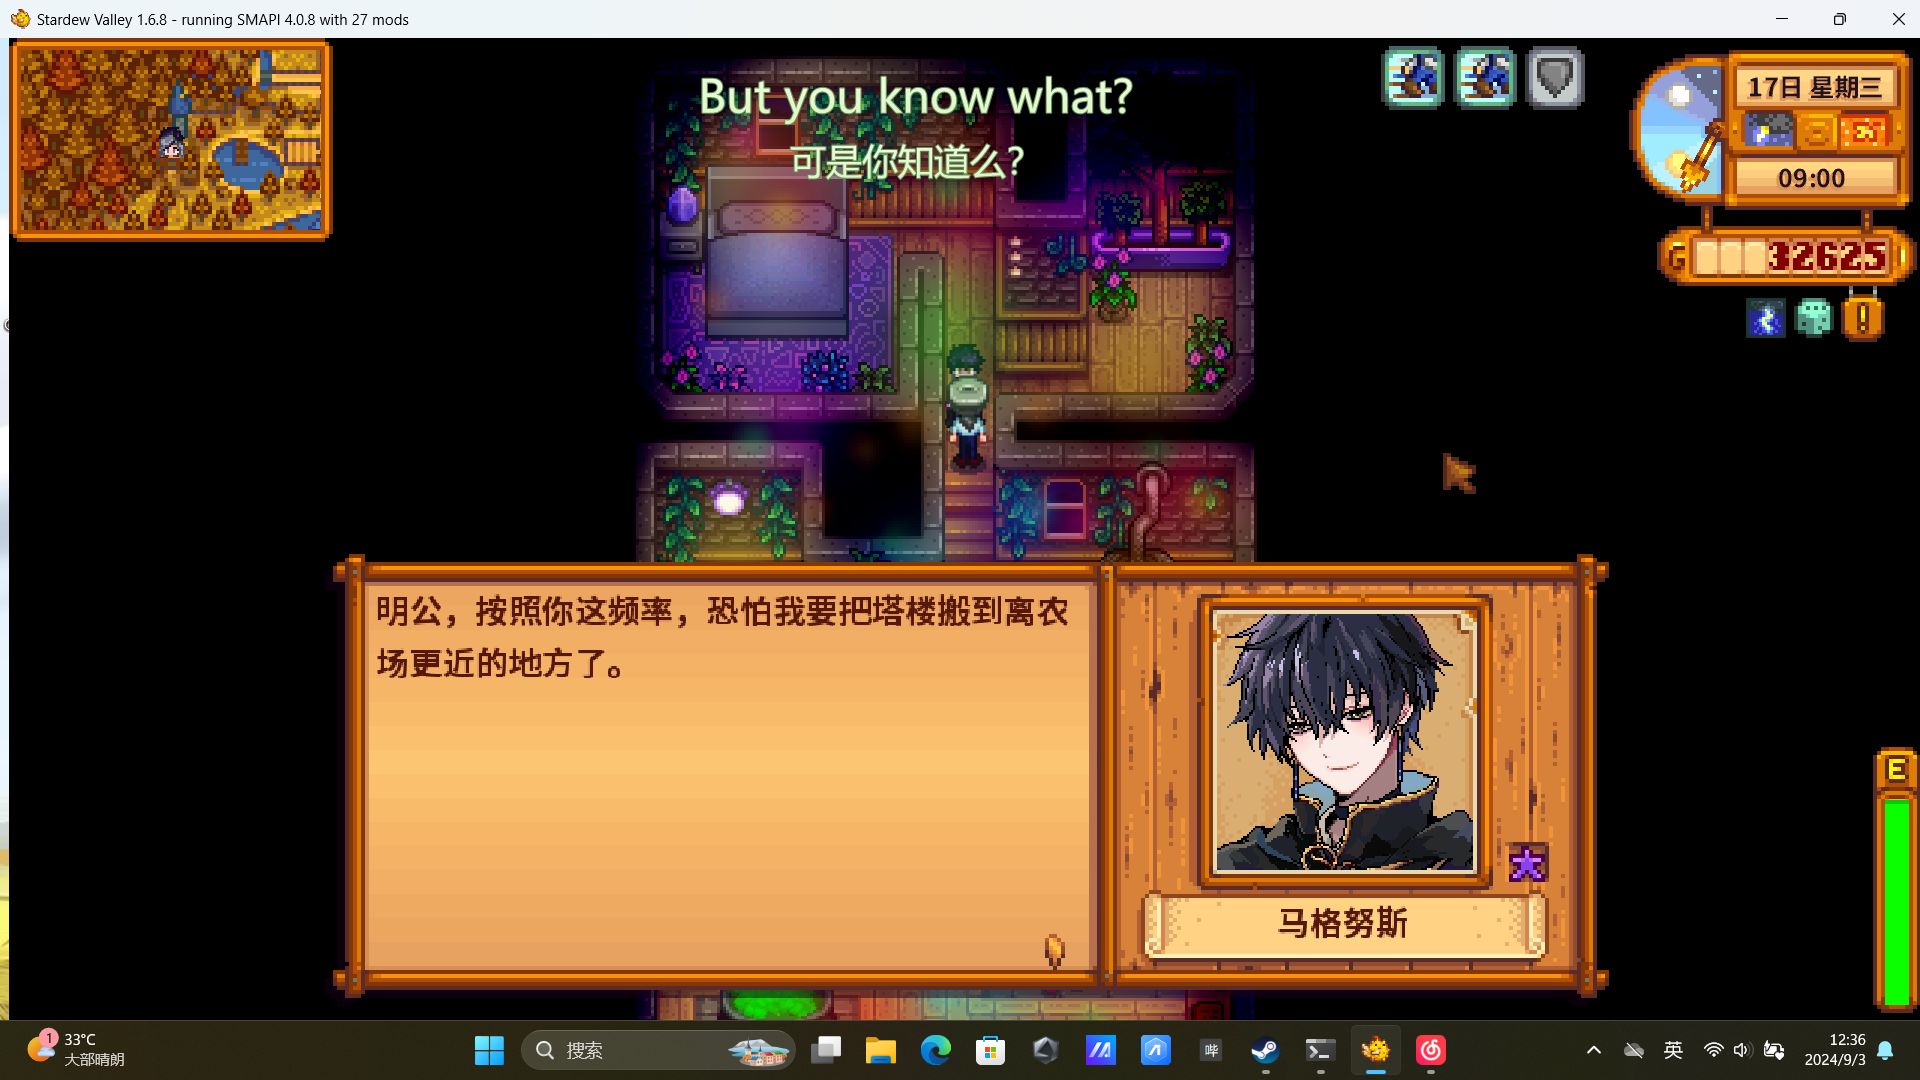 Stardew Valley 1.6.8 - running SMAPI 4.0.8 with 27 mods
But you know what?
可是你知道么?
17日 星期三
09:00
G 32625
明公，按照你这频率，恐怕我要把塔楼搬到离农
场更近的地方了。
马格努斯
E
1
33°C
大部晴朗
搜索
哔
英
12:36
2024/9/3